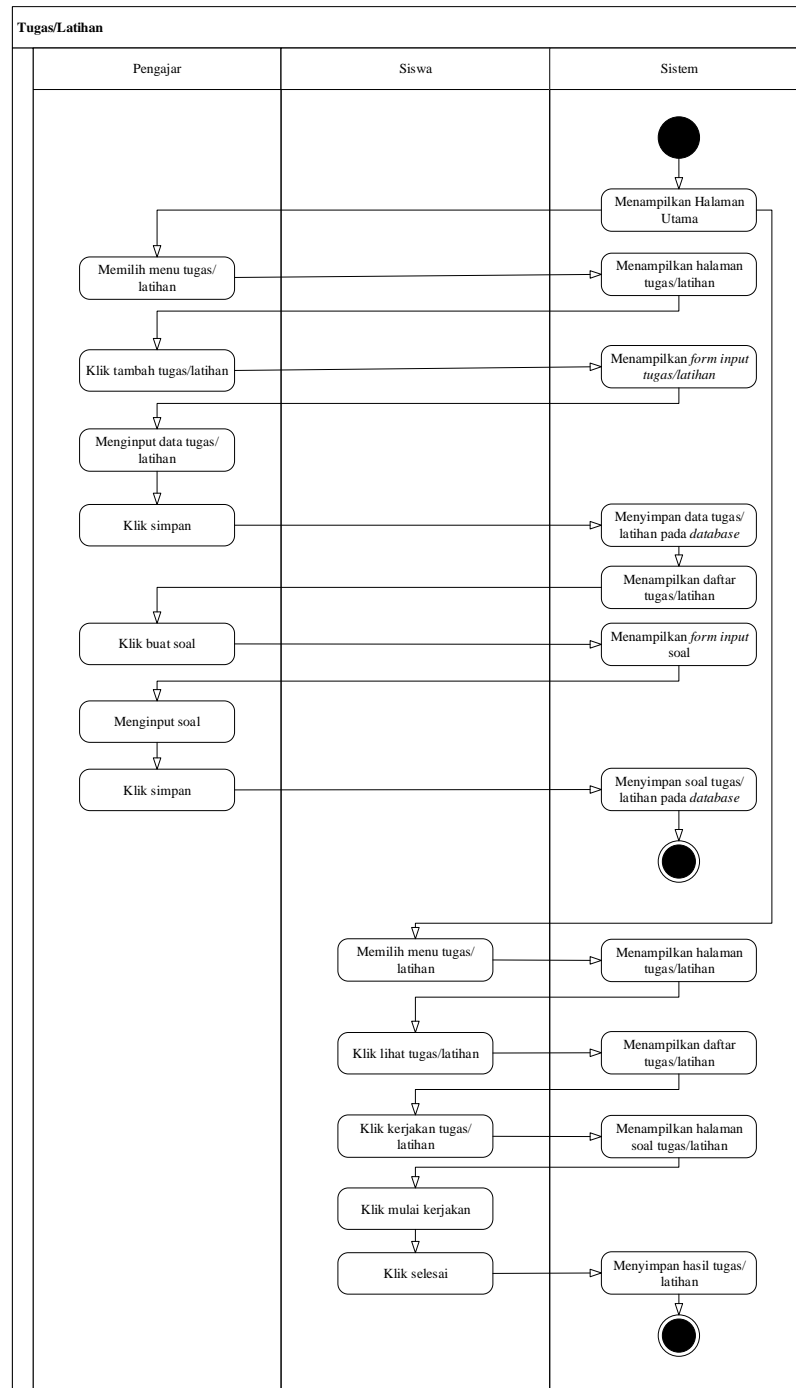 Tugas/Latihan
Pengajar
Siswa
Sistem
Menampilkan Halaman
Utama
Memilih menu tugas/
latihan
Menampilkan halaman
tugas/latihan
Klik tambah tugas/latihan
Menampilkan form input
tugas/latihan
Menginput data tugas/
latihan
Klik simpan
Menyimpan data tugas/
latihan pada database
Menampilkan daftar
tugas/latihan
Klik buat soal
Menampilkan form input
soal
Menginput soal
Klik simpan
Menyimpan soal tugas/
latihan pada database
Memilih menu tugas/
latihan
Menampilkan halaman
tugas/latihan
Klik lihat tugas/latihan
Menampilkan daftar
tugas/latihan
Klik kerjakan tugas/
latihan
Menampilkan halaman
soal tugas/latihan
Klik mulai kerjakan
Klik selesai
Menyimpan hasil tugas/
latihan